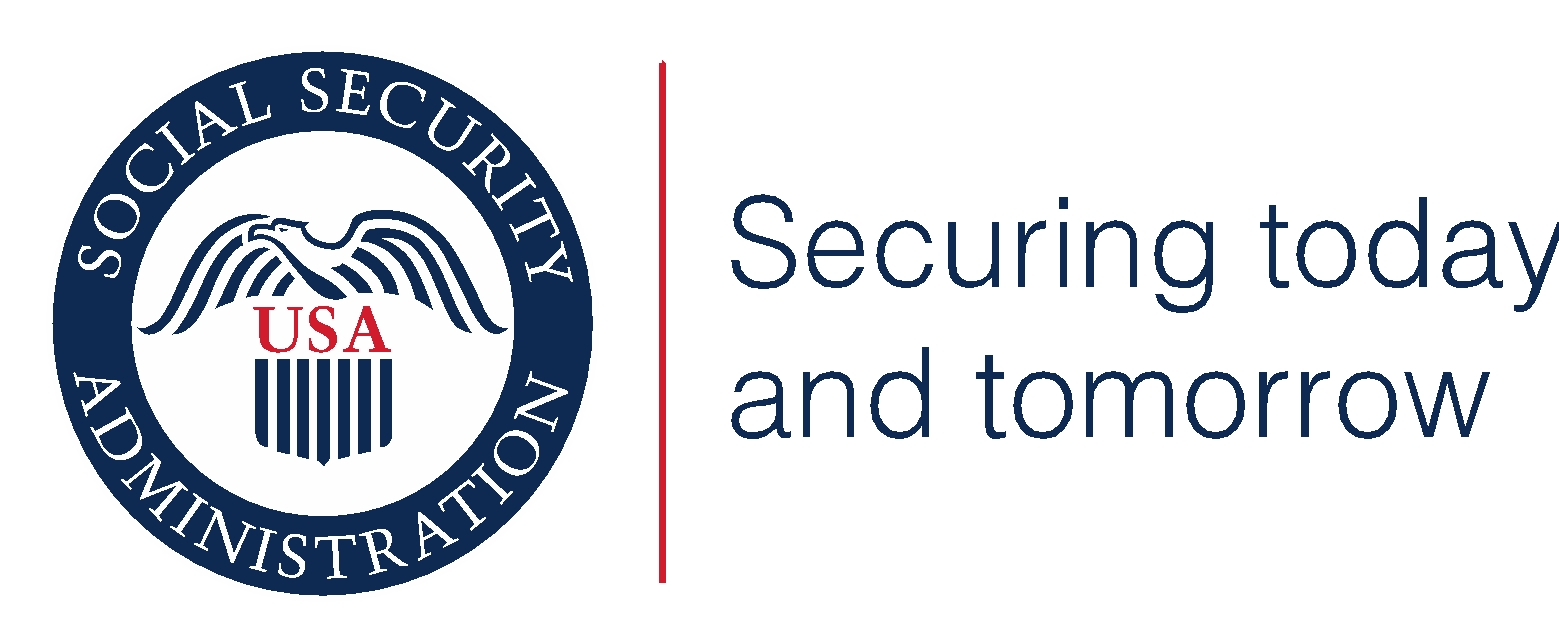 SOCIAL SECURITY
ADMINISTRATION
USA
Securing today
and tomorrow